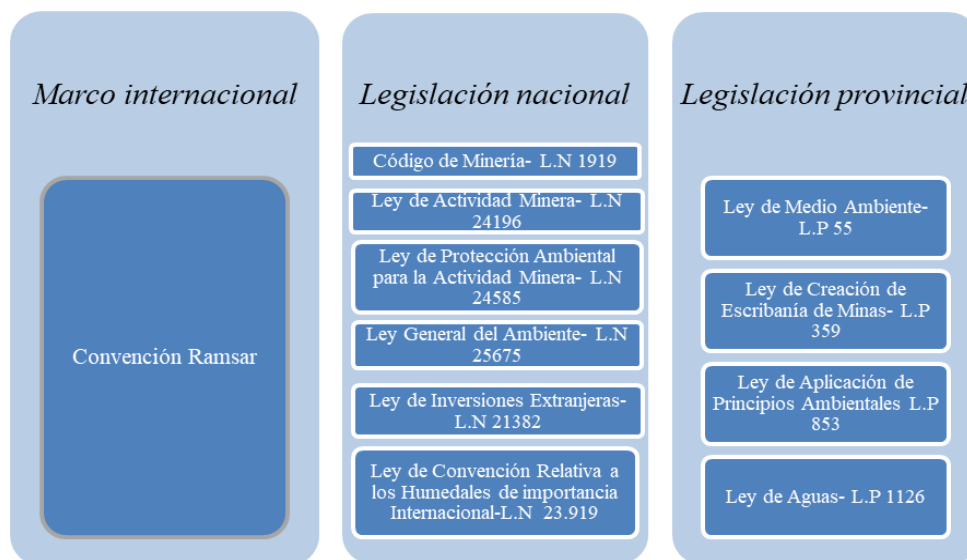 Marco internacional
Convención Ramsar
Legislación nacional
Código de Minería- L.N 1919
Ley de Actividad Minera- L.N
24196
Ley de Protección Ambiental
para la Actividad Minera- L.N
24585
Ley General del Ambiente- L.N
25675
Ley de Inversiones Extranjeras-
L.N 21382
Ley de Convención Relativa a
los Humedales de importancia
Internacional-L.N 23.919
Legislación provincial
Ley de Medio Ambiente-
L.P 55
Ley de Creación de
Escribanía de Minas- L.P
359
Ley de Aplicación de
Principios Ambientales L.P
853
Ley de Aguas- L.P 1126